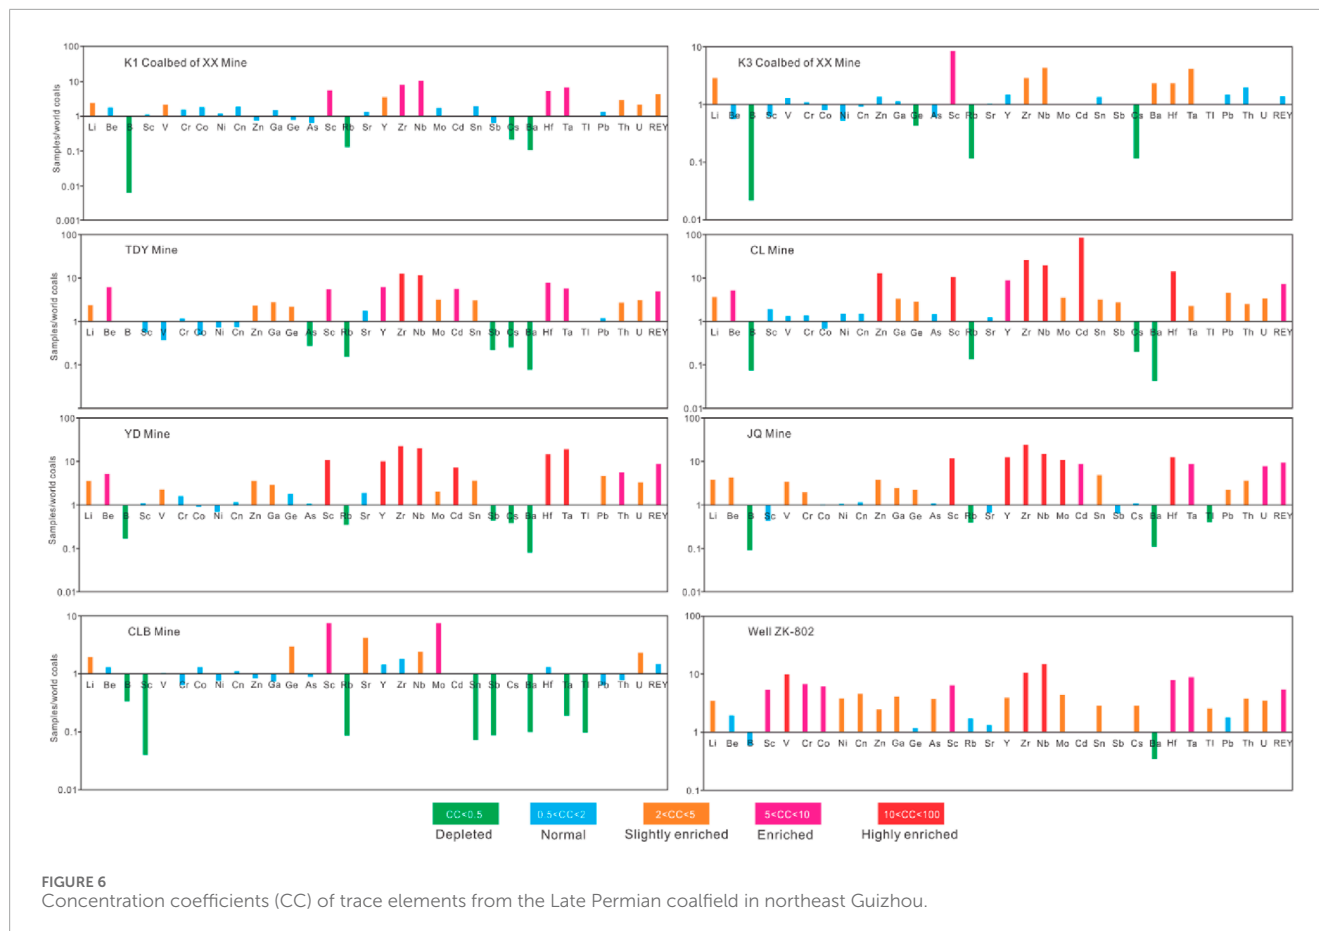 K1 Coalbed of XX Mine
Samples/world coals
100
10
1
0.1
0.01
0.001
Li Be B Sc V Cr Co Ni Cn Zn Ga Ge As Sc Rb Sr Y Zr Nb Mo Cd Sn Sb Cs Ba Hf Ta Tl Pb Th U REY
K3 Coalbed of XX Mine
10
1
0.1
0.01
Li Be B Sc V Cr Co Ni Cn Zn Ga Ge As Sc Rb Sr Y Zr Nb Mo Cd Sn Sb Cs Ba Hf Ta Tl Pb Th U REY
TDY Mine
Samples/world coals
100
10
1
0.1
Li Be B Sc V Cr Co Ni Cn Zn Ga Ge As Sc Rb Sr Y Zr Nb Mo Cd Sn Sb Cs Ba Hf Ta Tl Pb Th U REY
CL Mine
100
10
1
0.1
0.01
Li Be B Sc V Cr Co Ni Cn Zn Ga Ge As Sc Rb Sr Y Zr Nb Mo Cd Sn Sb Cs Ba Hf Ta Tl Pb Th U REY
YD Mine
Samples/world coals
100
10
1
0.1
0.01
Li Be B Sc V Cr Co Ni Cn Zn Ga Ge As Sc Rb Sr Y Zr Nb Mo Cd Sn Sb Cs Ba Hf Ta Tl Pb Th U REY
JQ Mine
100
10
1
0.1
0.01
Li Be B Sc V Cr Co Ni Cn Zn Ga Ge As Sc Rb Sr Y Zr Nb Mo Cd Sn Sb Cs Ba Hf Ta Tl Pb Th U REY
CLB Mine
Samples/world coals
10
1
0.1
0.01
Li Be B Sc V Cr Co Ni Cn Zn Ga Ge As Sc Rb Sr Y Zr Nb Mo Cd Sn Sb Cs Ba Hf Ta Tl Pb Th U REY
Well ZK-802
100
10
1
0.1
Li Be B Sc V Cr Co Ni Cn Zn Ga Ge As Sc Rb Sr Y Zr Nb Mo Cd Sn Sb Cs Ba Hf Ta Tl Pb Th U REY
CC<0.5 0.5<CC<2 2<CC<5 5<CC<10 10<CC<100
Depleted Normal Slightly enriched Enriched Highly enriched
FIGURE 6
Concentration coefficients (CC) of trace elements from the Late Permian coalfield in northeast Guizhou.